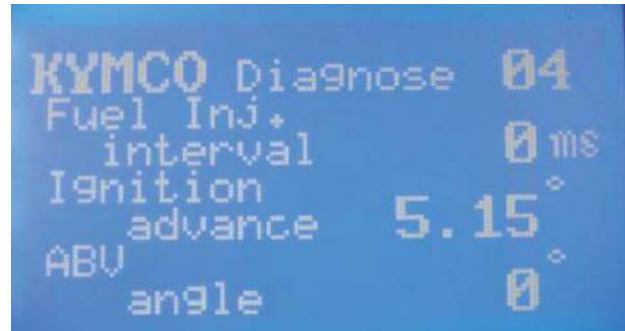 KYMCO Diagnose 04
Fuel Inj.
interval 0 ms
Ignition
advance 5.15°
ABV
angle 0°